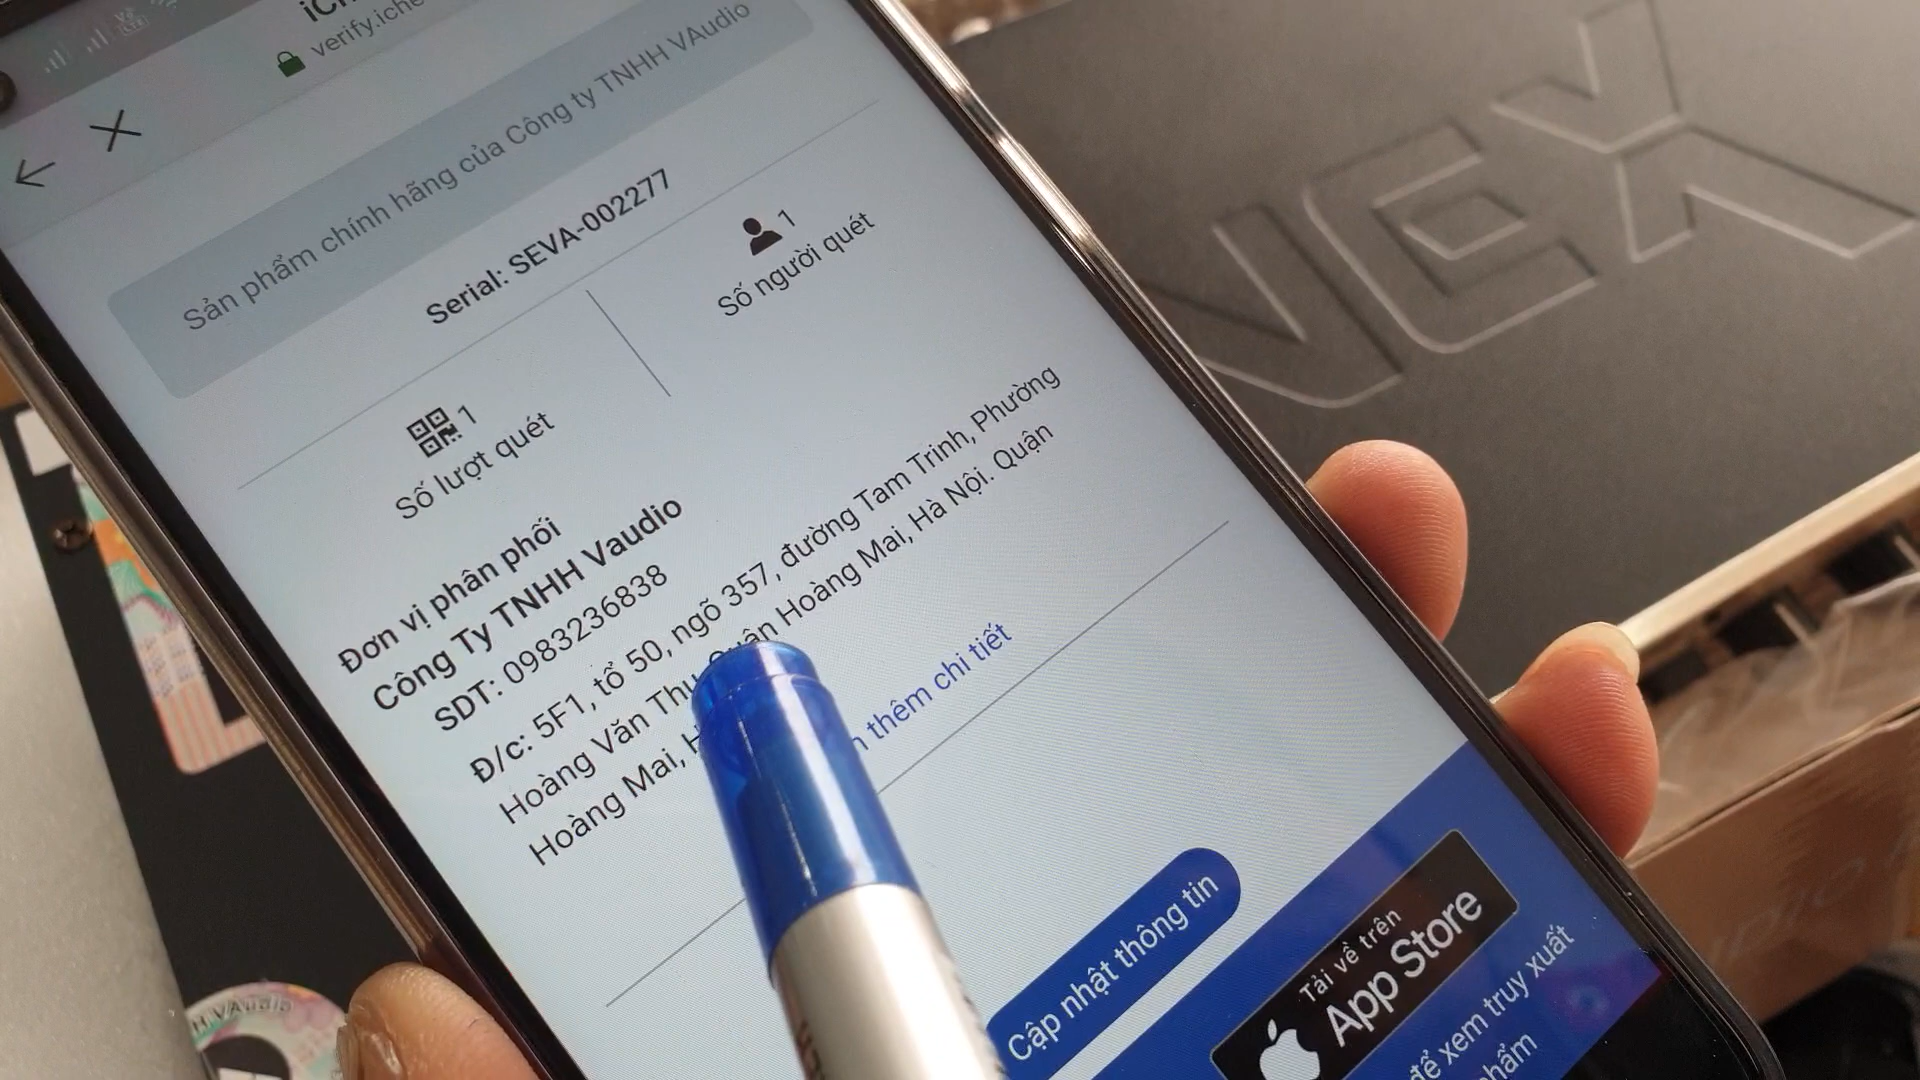 verify.iche
Sản phẩm chính hãng của Công ty TNHH VAudio
Serial: SEVA-002277
1
Số lượt quét
1
Số người quét
Đơn vị phân phối
Công Ty TNHH Vaudio
SDT: 0983236838
Đ/c: 5F1, tổ 50, ngõ 357, đường Tam Trinh, Phường
Hoàng Văn Thụ, Quận Hoàng Mai, Hà Nội. Quận
Hoàng Mai,
thêm chi tiết
Cập nhật thông tin
Tải về trên
App Store
để xem truy xuất
phẩm
VEX
H VAudio